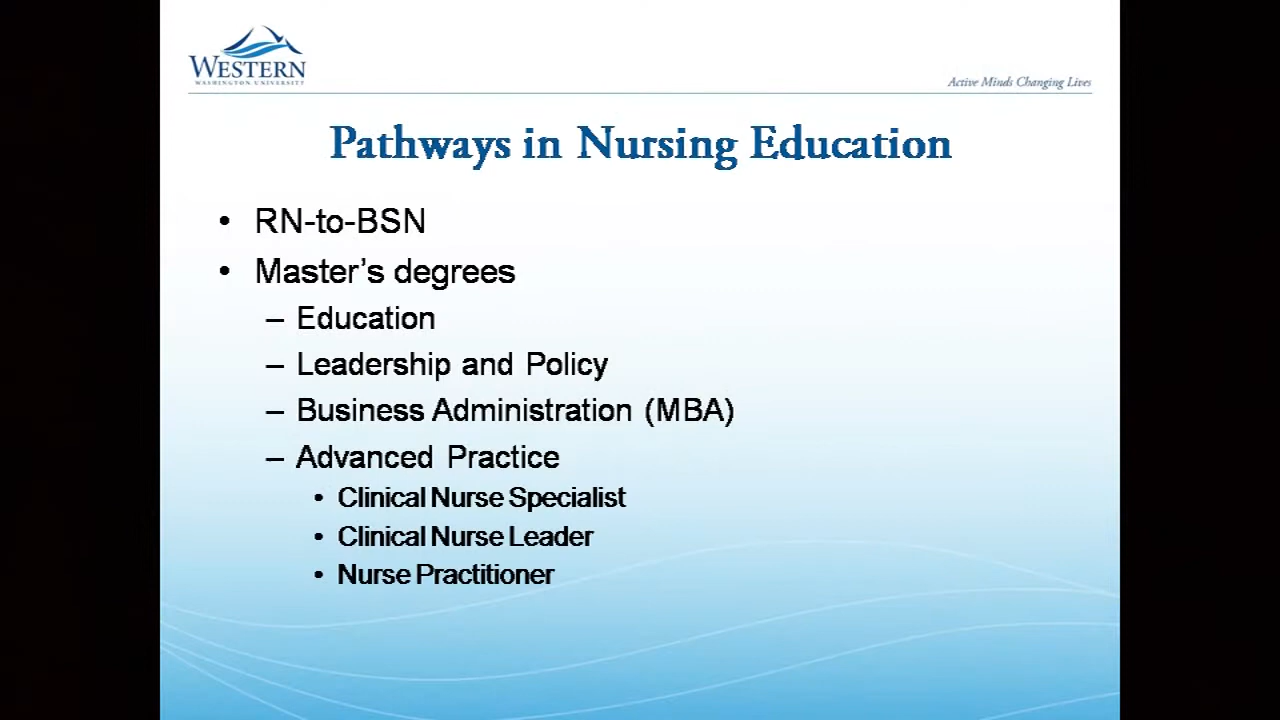 WESTERN
WASHINGTON UNIVERSITY
Active Minds Changing Lives
Pathways in Nursing Education
• RN-to-BSN
• Master's degrees
– Education
– Leadership and Policy
– Business Administration (MBA)
– Advanced Practice
• Clinical Nurse Specialist
• Clinical Nurse Leader
• Nurse Practitioner